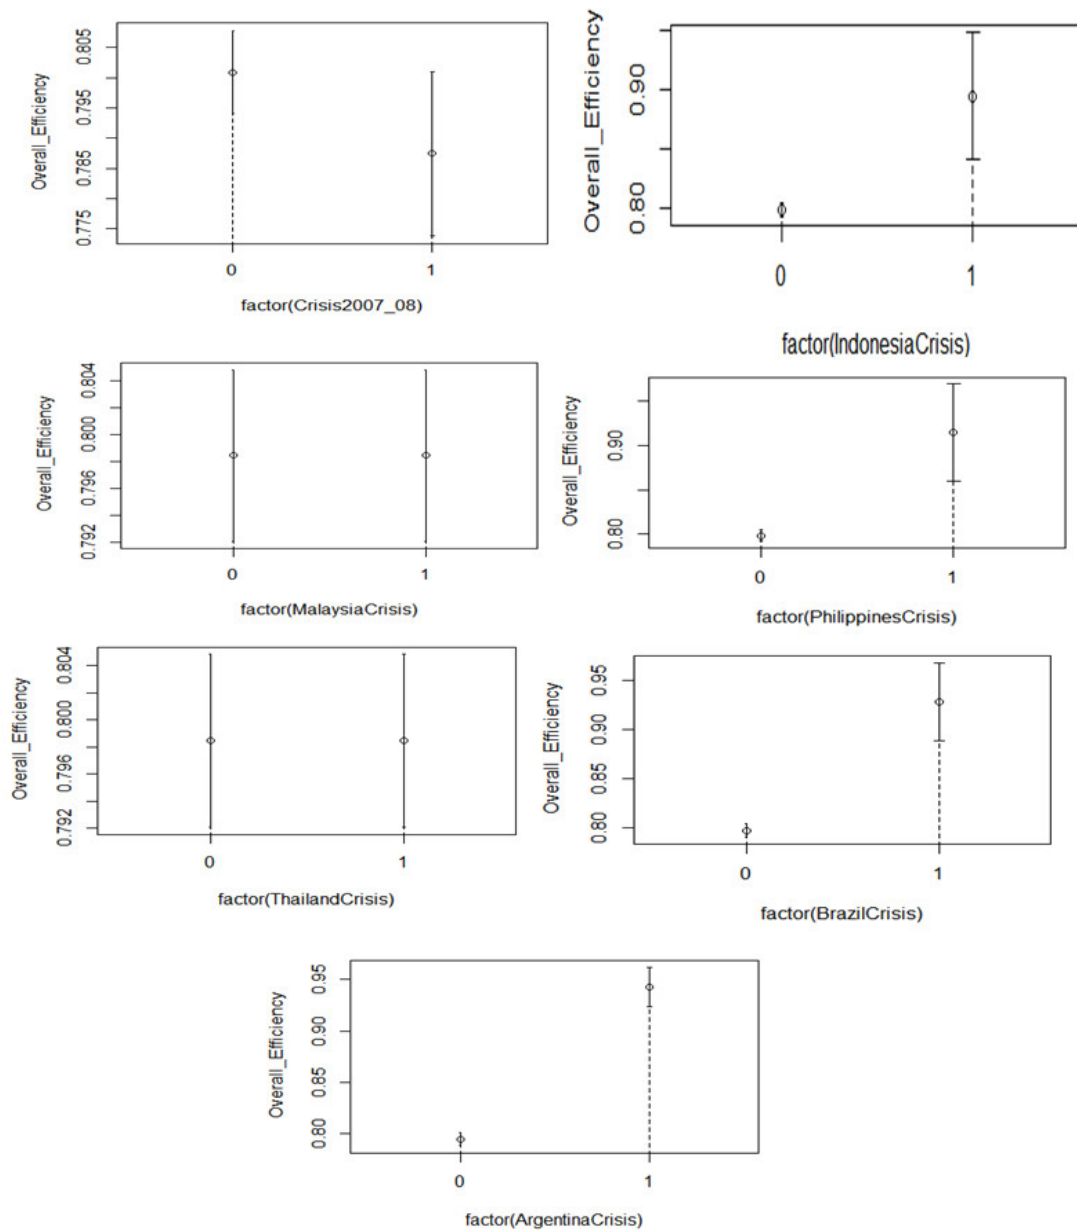 Overall_Efficiency
0.805
0.795
0.785
0.775
0 1
factor(Crisis2007_08)
Overall_Efficiency
0.90
0.80
0 1
factor(IndonesiaCrisis)
Overall_Efficiency
0.804
0.800
0.796
0.792
0 1
factor(MalaysiaCrisis)
Overall_Efficiency
0.90
0.80
0 1
factor(PhilippinesCrisis)
Overall_Efficiency
0.804
0.800
0.796
0.792
0 1
factor(ThailandCrisis)
Overall_Efficiency
0.95
0.90
0.85
0.80
0 1
factor(BrazilCrisis)
Overall_Efficiency
0.95
0.90
0.85
0.80
0 1
factor(ArgentinaCrisis)